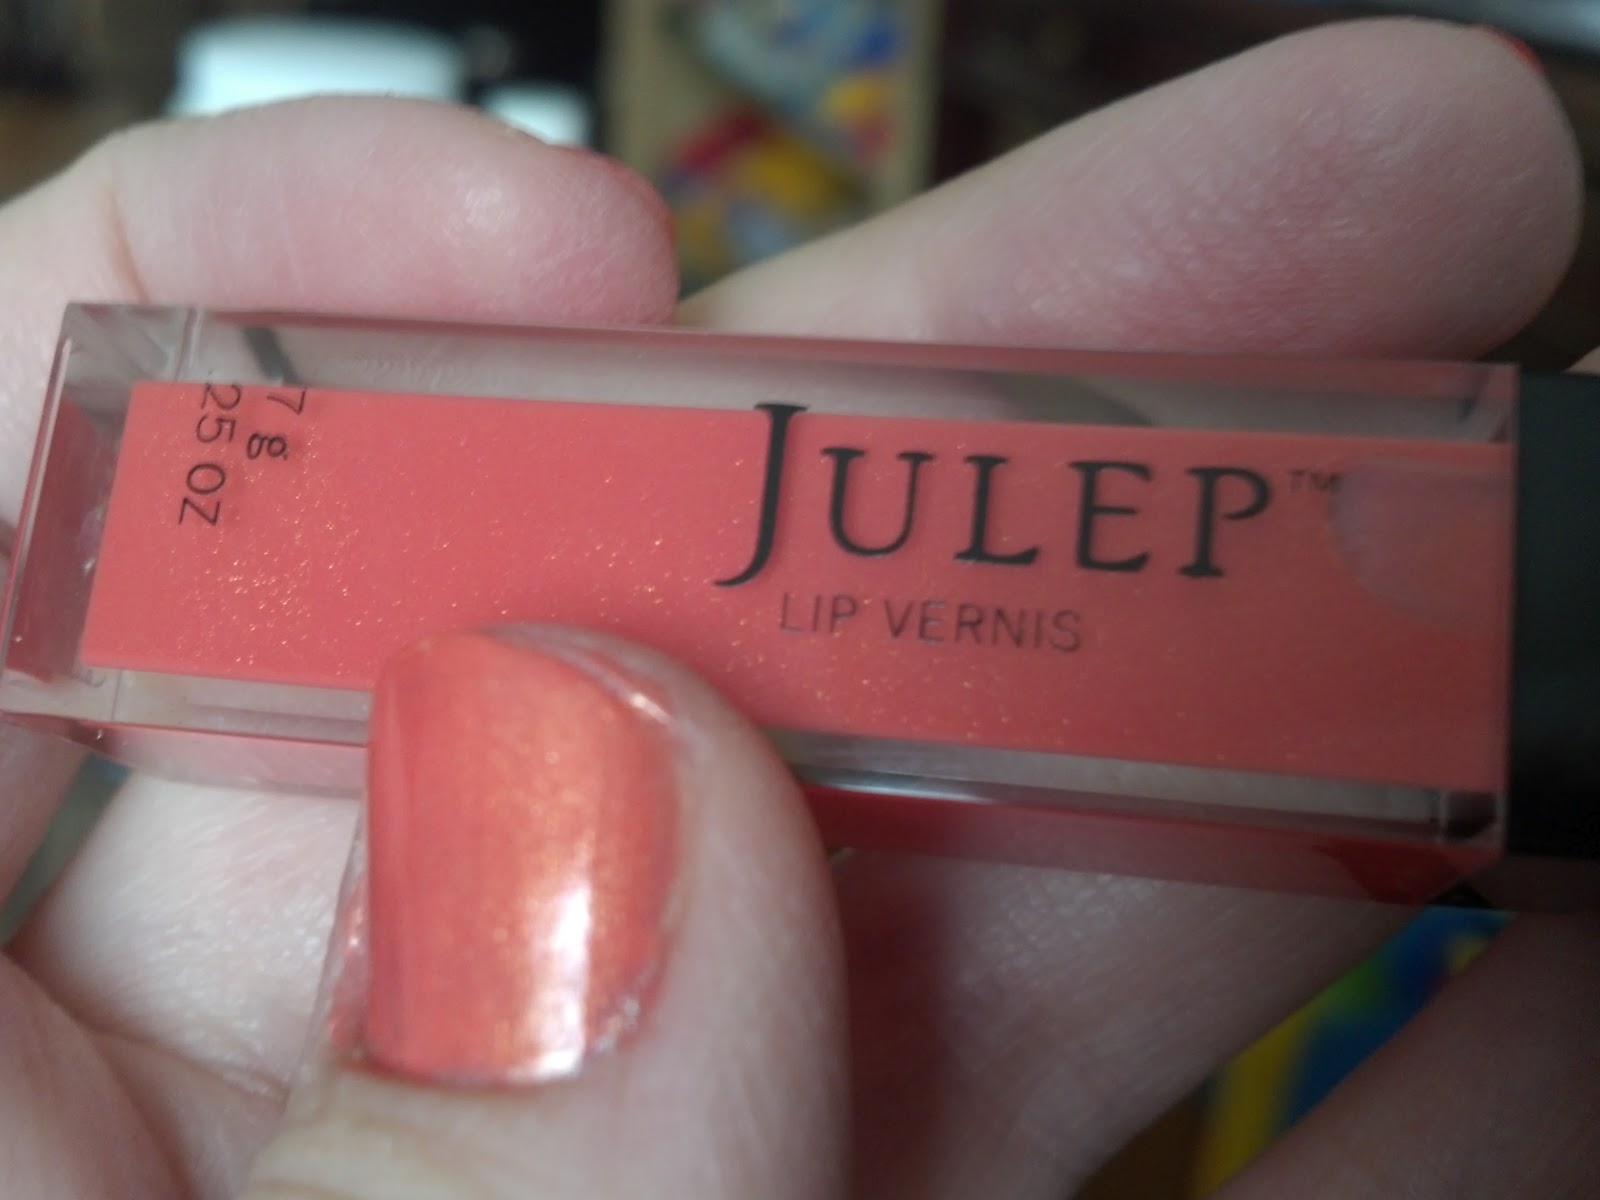 JULEP™
LIP VERNIS
7 g
.25 OZ